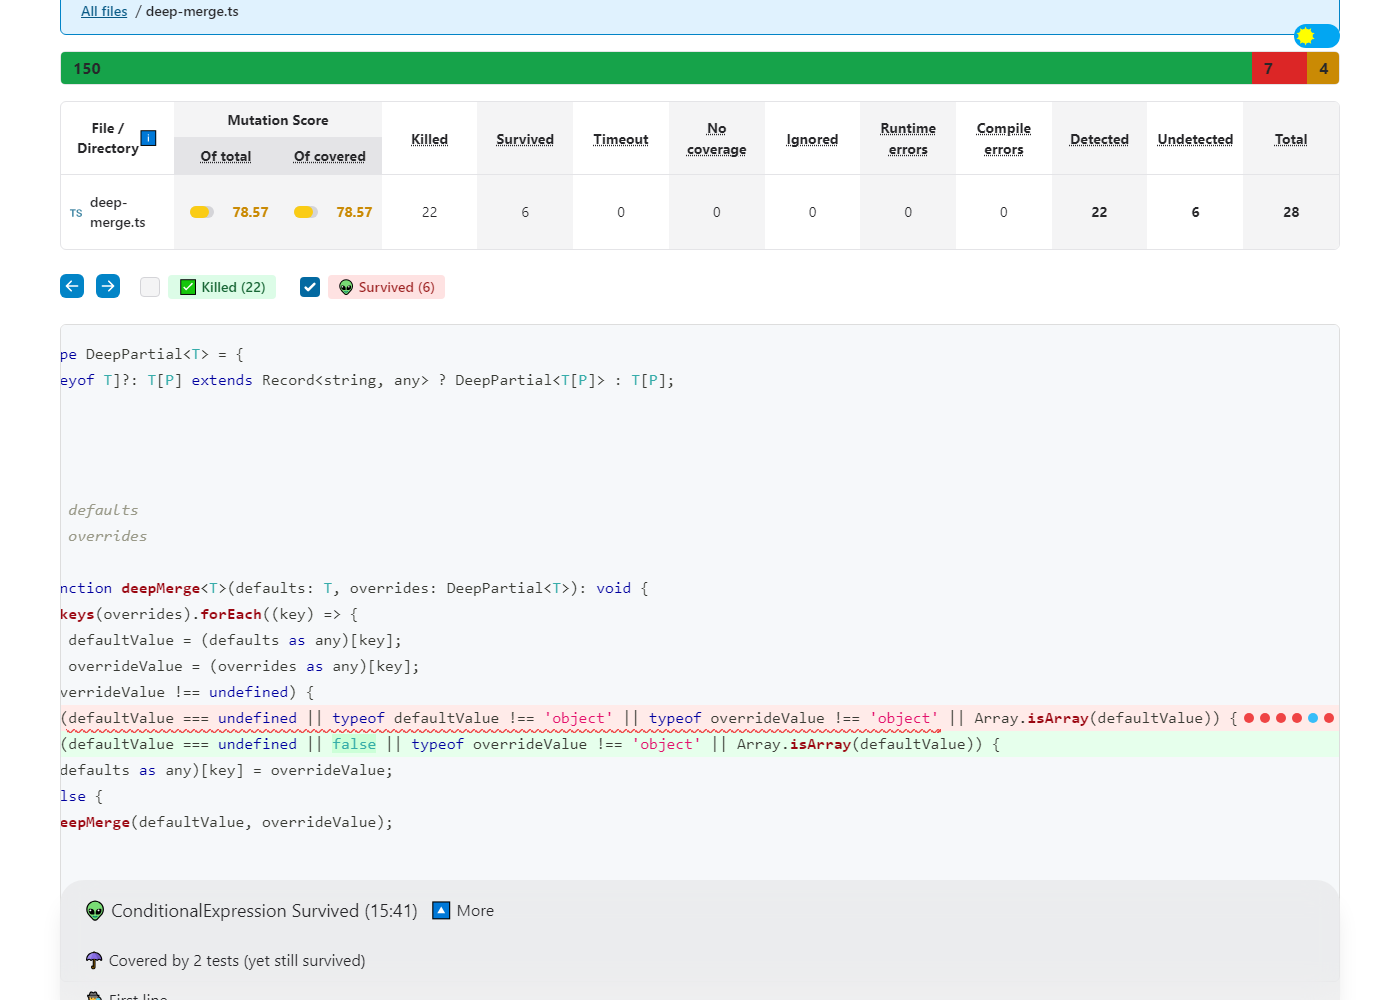 All files / deep-merge.ts
150 7 4
File / Directory i Mutation Score Killed Survived Timeout No coverage Ignored Runtime errors Compile errors Detected Undetected Total
Of total Of covered
TS deep-merge.ts 78.57 78.57 22 6 0 0 0 0 0 22 6 28
✅ Killed (22) 👽 Survived (6)
pe DeepPartial<T> = {
eyof T]?: T[P] extends Record<string, any> ? DeepPartial<T[P]> : T[P];
defaults
overrides
nction deepMerge<T>(defaults: T, overrides: DeepPartial<T>): void {
keys(overrides).forEach((key) => {
defaultValue = (defaults as any)[key];
overrideValue = (overrides as any)[key];
verrideValue !== undefined) {
(defaultValue === undefined || typeof defaultValue !== 'object' || typeof overrideValue !== 'object' || Array.isArray(defaultValue)) {
(defaultValue === undefined || false || typeof overrideValue !== 'object' || Array.isArray(defaultValue)) {
defaults as any)[key] = overrideValue;
lse {
eepMerge(defaultValue, overrideValue);
👽 ConditionalExpression Survived (15:41) 🔼 More
☂️ Covered by 2 tests (yet still survived)
First line